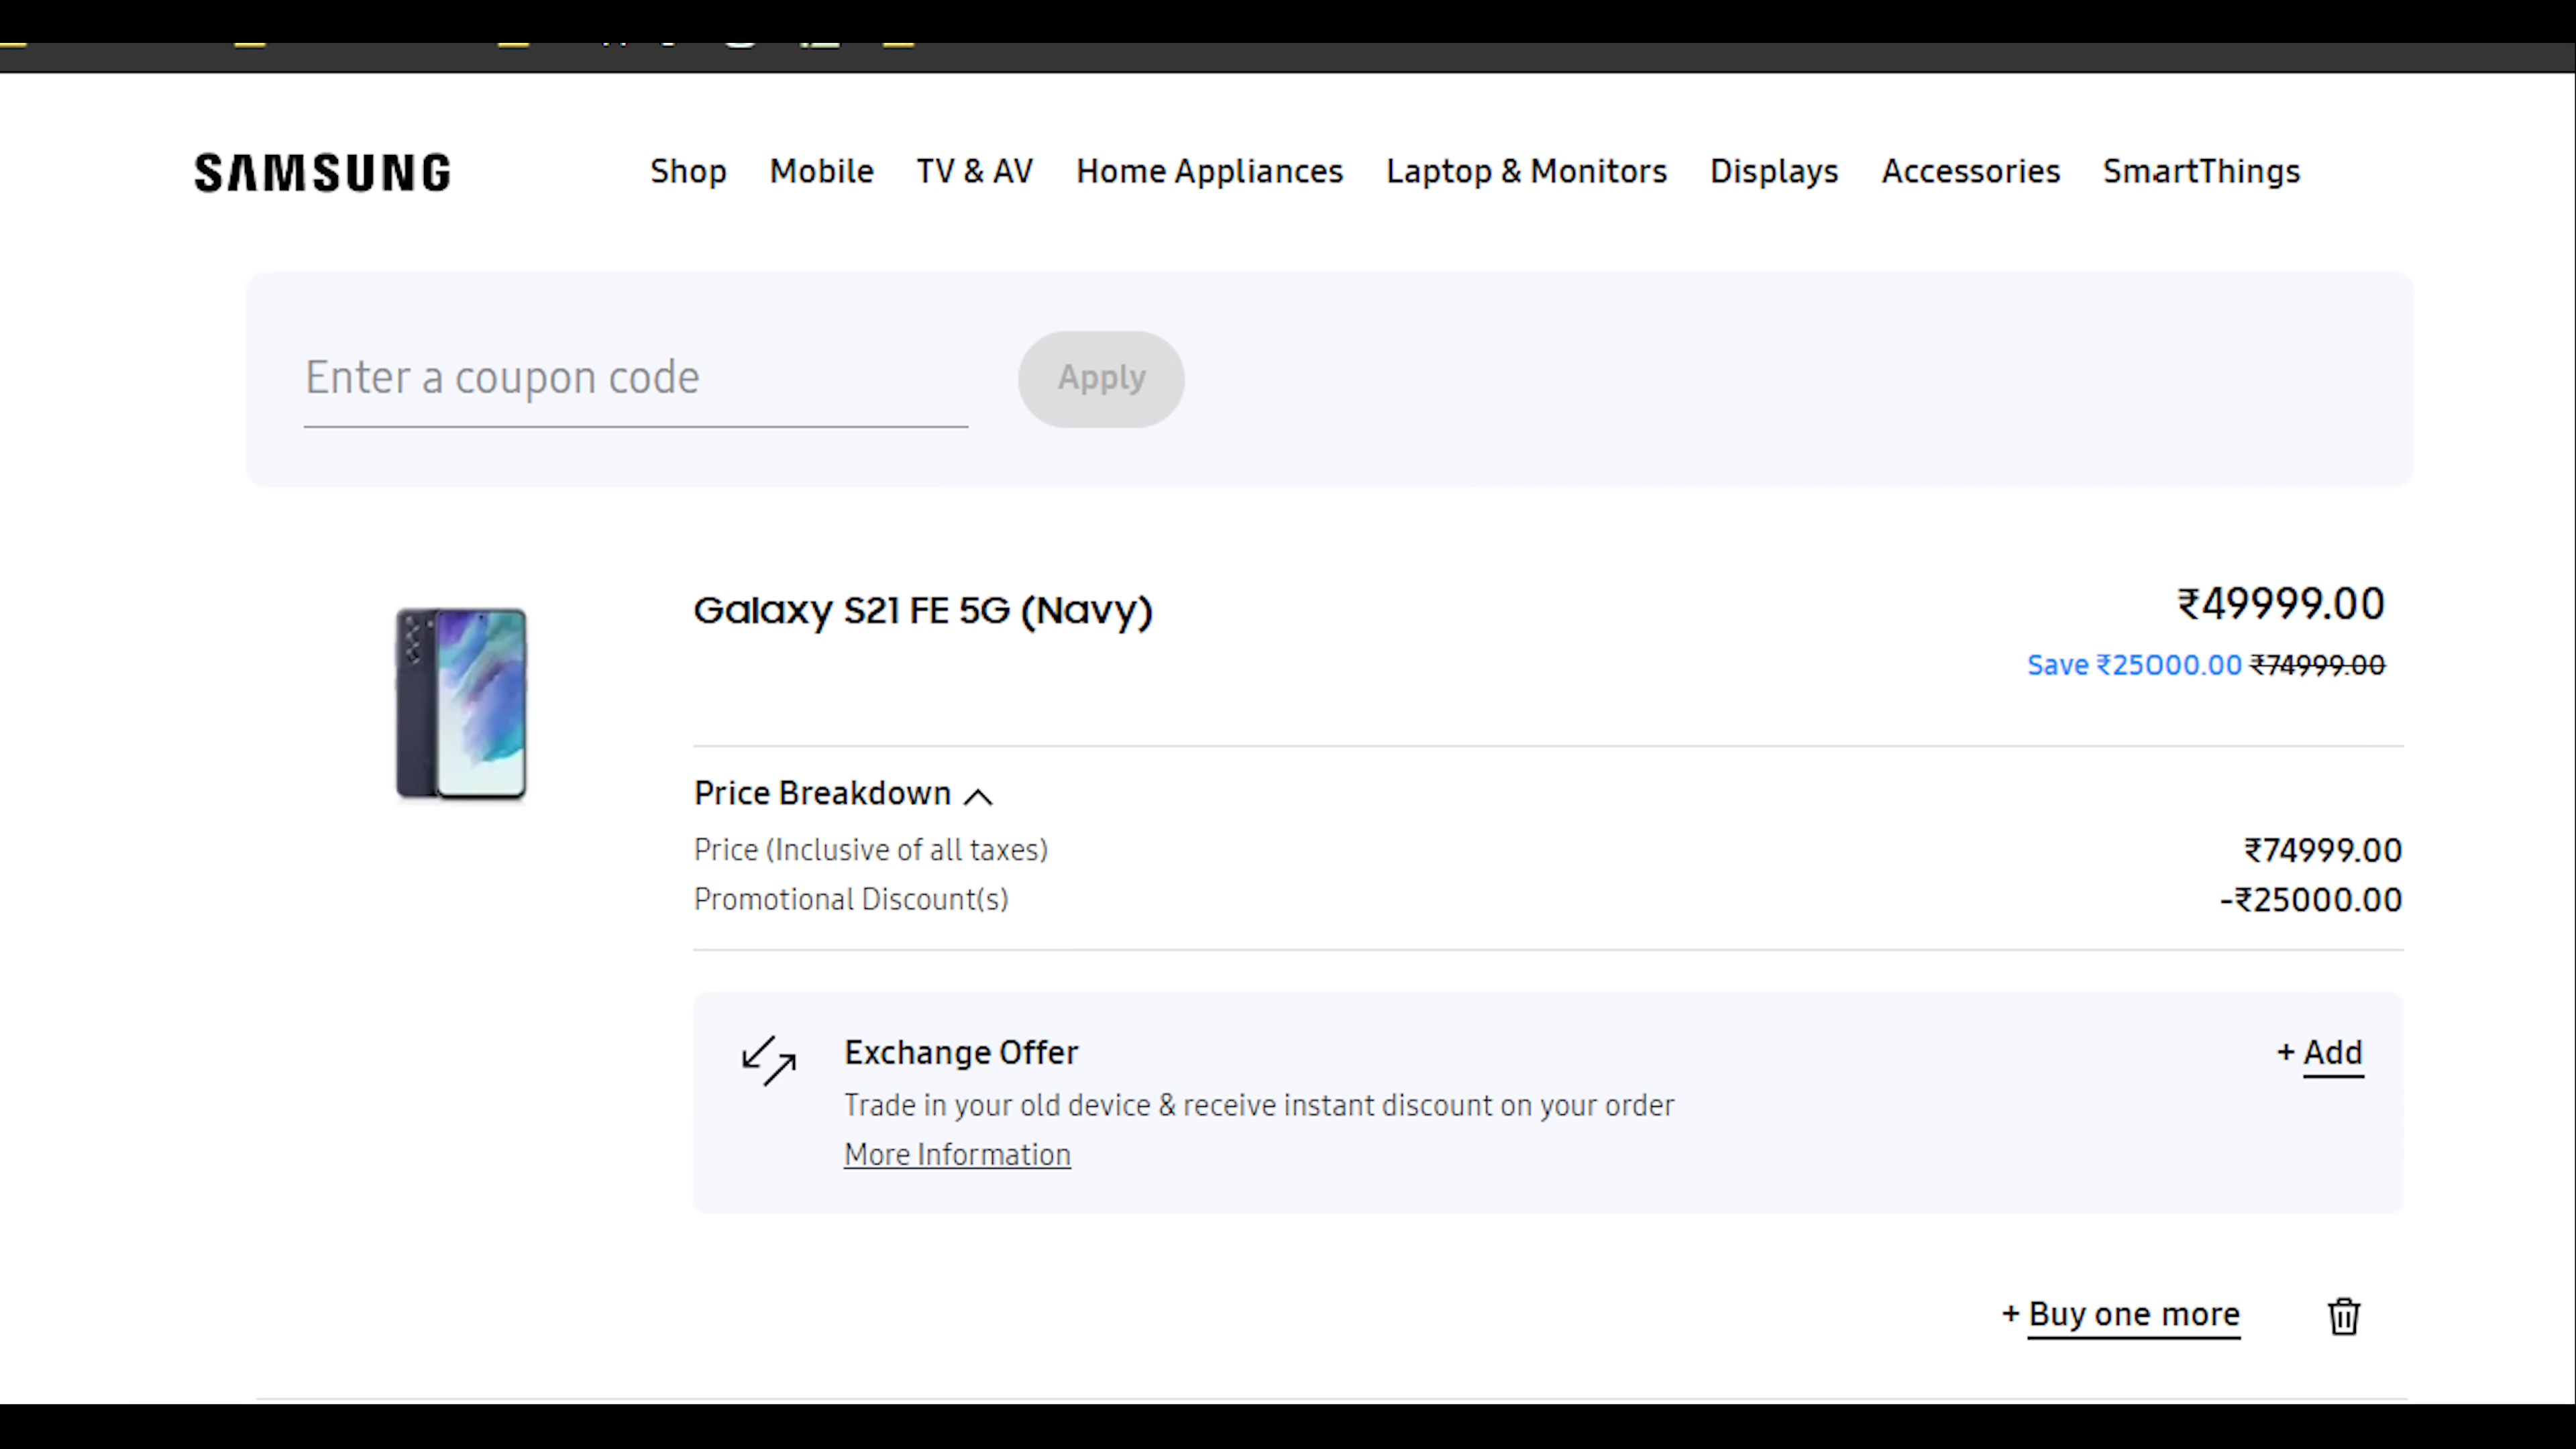 SAMSUNG Shop Mobile TV & AV Home Appliances Laptop & Monitors Displays Accessories SmartThings
Enter a coupon code Apply
Galaxy S21 FE 5G (Navy) ₹49999.00
Save ₹25000.00 ₹74999.00
Price Breakdown
Price (Inclusive of all taxes) ₹74999.00
Promotional Discount(s) -₹25000.00
Exchange Offer + Add
Trade in your old device & receive instant discount on your order
More Information
+ Buy one more